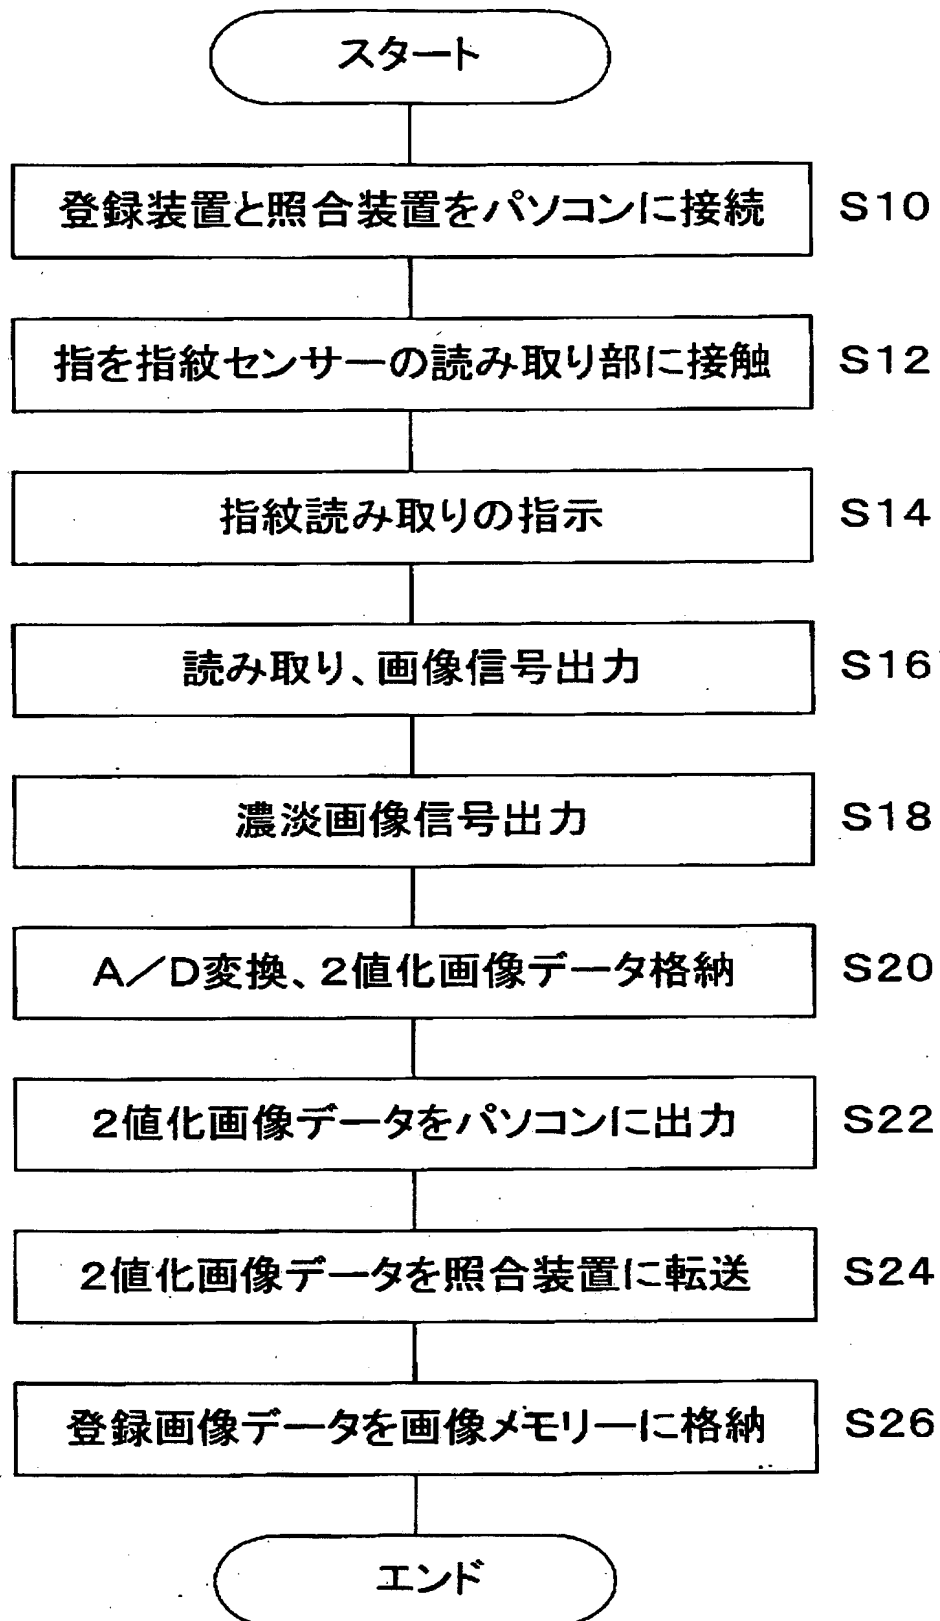 スタート
登録装置と照合装置をパソコンに接続 S10
指を指紋センサーの読み取り部に接触 S12
指紋読み取りの指示 S14
読み取り、画像信号出力 S16
濃淡画像信号出力 S18
A/D変換、2値化画像データ格納 S20
2値化画像データをパソコンに出力 S22
2値化画像データを照合装置に転送 S24
登録画像データを画像メモリーに格納 S26
エンド